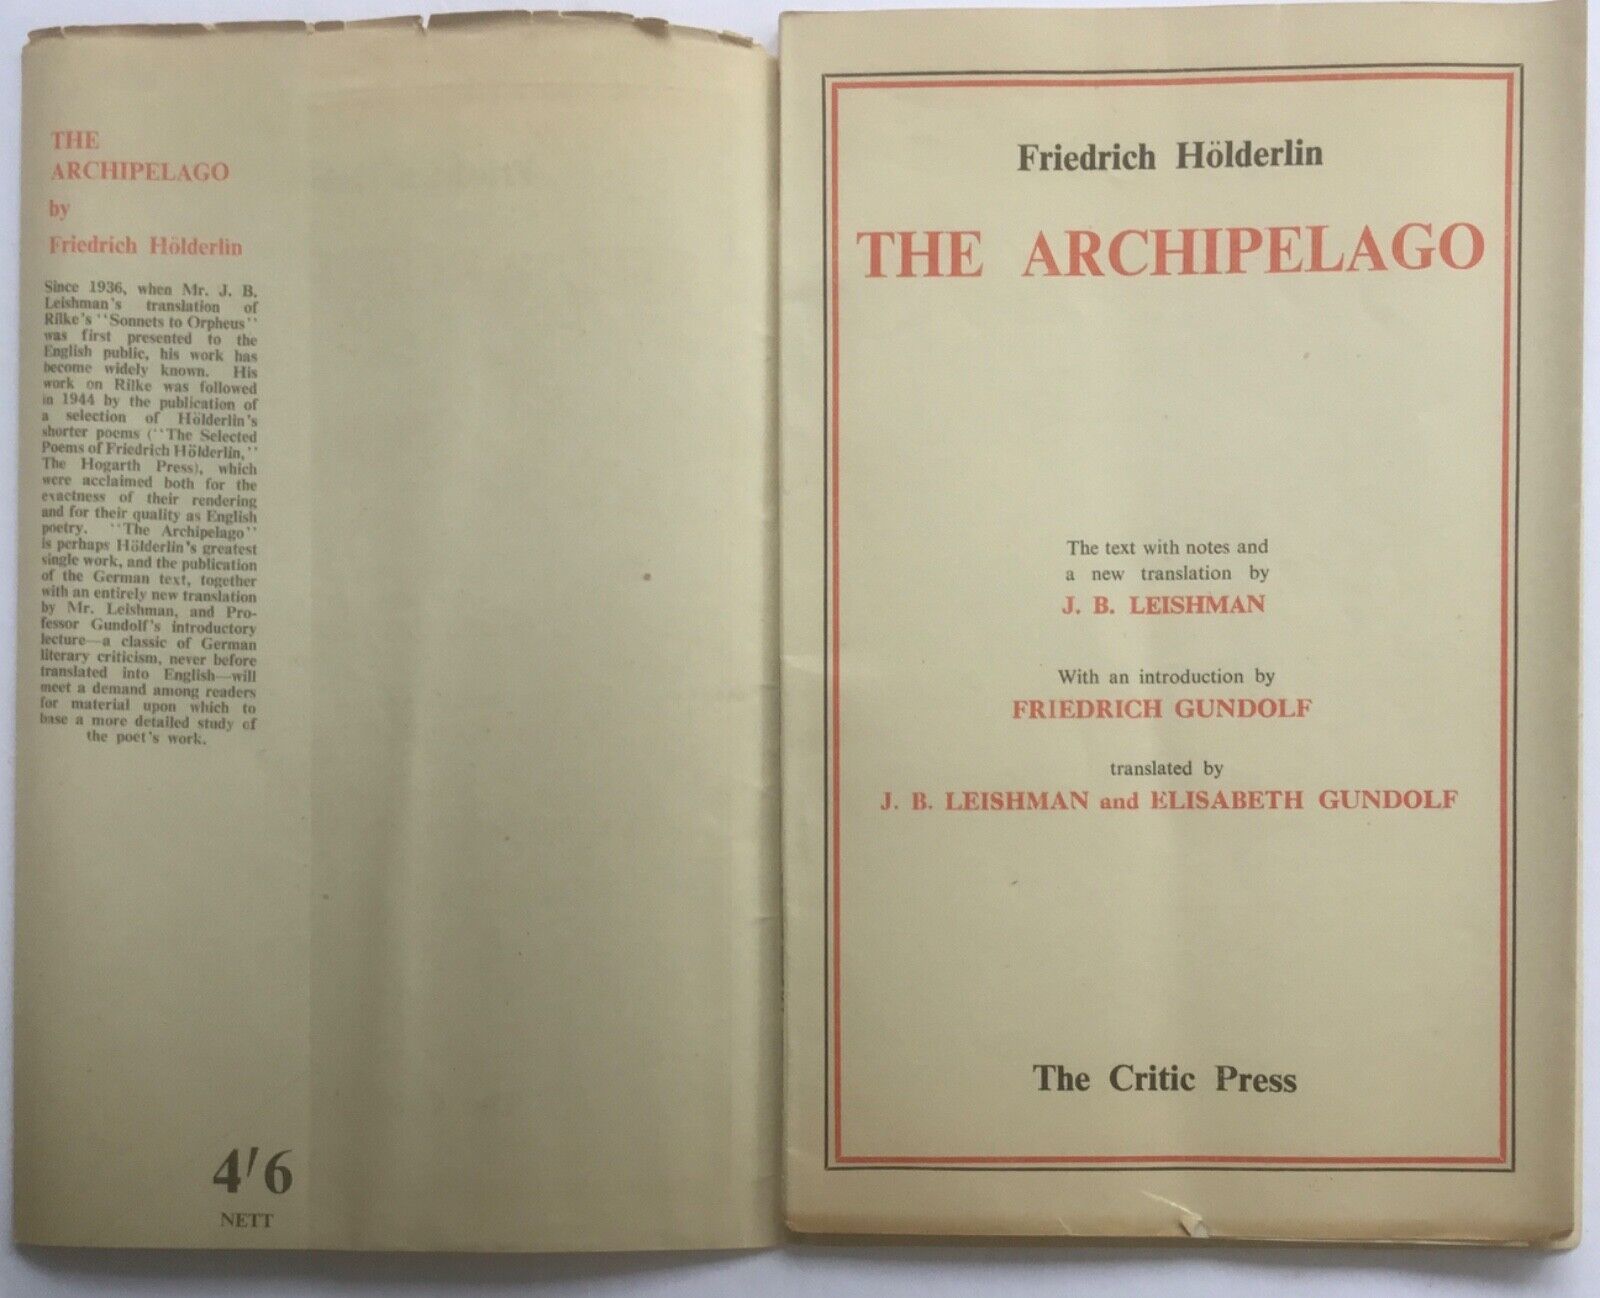 THE
ARCHIPELAGO
by
Friedrich Hölderlin
Since 1936, when Mr. J. B.
Leishman's translation of
Rilke's "Sonnets to Orpheus"
was first presented to the
English public, his work has
become widely known. His
work on Rilke was followed
in 1944 by the publication of
a selection of Hölderlin's
shorter poems ("The Selected
Poems of Friedrich Hölderlin,"
The Hogarth Press), which
were acclaimed both for the
exactness of their rendering
and for their quality as English
poetry. "The Archipelago"
is perhaps Hölderlin's greatest
single work, and the publication
of the German text, together
with an entirely new translation
by Mr. Leishman, and Pro-
fessor Gundolf's introductory
lecture—a classic of German
literary criticism, never before
translated into English—will
meet a demand among readers
for material upon which to
base a more detailed study of
the poet's work.
4'6
NETT
Friedrich Hölderlin
THE ARCHIPELAGO
The text with notes and
a new translation by
J. B. LEISHMAN
With an introduction by
FRIEDRICH GUNDOLF
translated by
J. B. LEISHMAN and ELISABETH GUNDOLF
The Critic Press